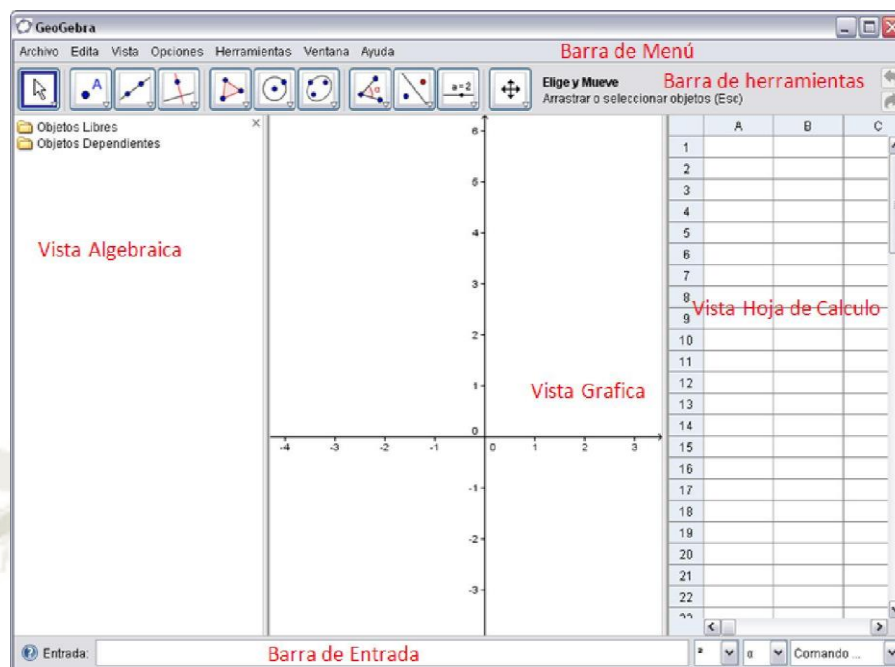 GeoGebra
Archivo Edita Vista Opciones Herramientas Ventana Ayuda Barra de Menú
A
α
a=2
Elige y Mueve Barra de herramientas
Arrastrar o seleccionar objetos (Esc)
Objetos Libres
Objetos Dependientes
Vista Algebraica
6
5
4
3
2
1
0
-4 -3 -2 -1 0 1 2 3
-1
-2
-3
Vista Grafica
A B C
1
2
3
4
5
6
7
8
Vista Hoja de Calculo
9
10
11
12
13
14
15
16
17
18
19
20
21
22
23
Entrada: Barra de Entrada ² α Comando ...